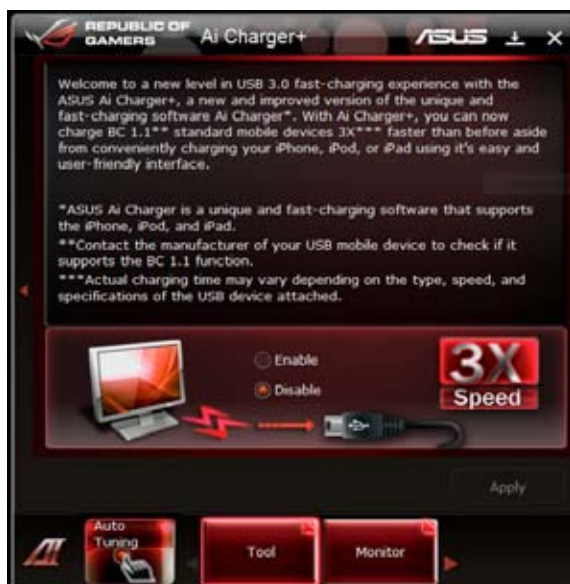 REPUBLIC OF
GAMERS
Ai Charger+
ASUS
Welcome to a new level in USB 3.0 fast-charging experience with the
ASUS Ai Charger+, a new and improved version of the unique and
fast-charging software Ai Charger*. With Ai Charger+, you can now
charge BC 1.1** standard mobile devices 3X*** faster than before aside
from conveniently charging your iPhone, iPod, or iPad using it's easy and
user-friendly interface.
*ASUS Ai Charger is a unique and fast-charging software that supports
the iPhone, iPod, and iPad.
**Contact the manufacturer of your USB mobile device to check if it
supports the BC 1.1 function.
***Actual charging time may vary depending on the type, speed, and
specifications of the USB device attached.
Enable
Disable
3X
Speed
Apply
AI
Auto
Tuning
Tool
Monitor